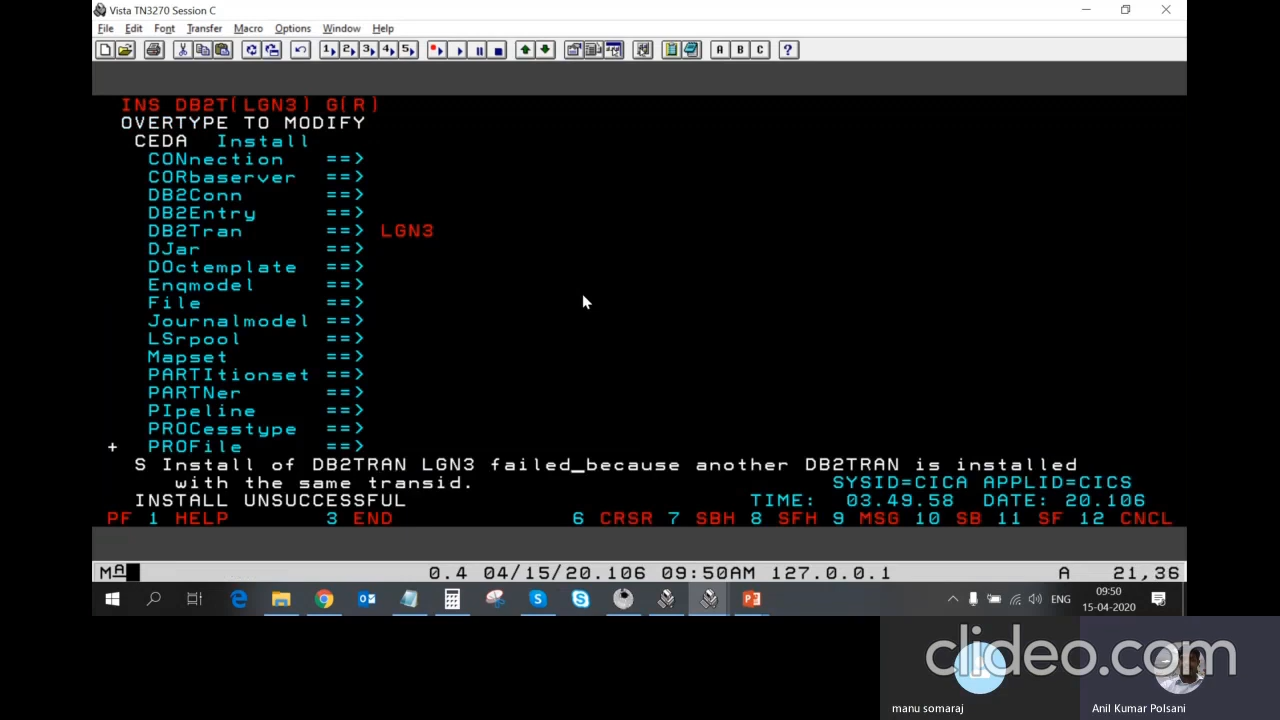 Vista TN3270 Session C
File Edit Font Transfer Macro Options Window Help
1 2 3 4 5 A B C ?
INS DB2T(LGN3) G(R)
OVERTYPE TO MODIFY
CEDA Install
CONnection ==>
CORbaserver ==>
DB2Conn ==>
DB2Entry ==>
DB2Tran ==> LGN3
DJar ==>
DOctemplate ==>
Enqmodel ==>
File ==>
Journalmodel ==>
LSrpool ==>
Mapset ==>
PARTItionset ==>
PARTNer ==>
PIpeline ==>
PROCesstype ==>
+ PROFile ==>
S Install of DB2TRAN LGN3 failed_because another DB2TRAN is installed
with the same transid. SYSID=CICA APPLID=CICS
INSTALL UNSUCCESSFUL TIME: 03.49.58 DATE: 20.106
PF 1 HELP 3 END 6 CRSR 7 SBH 8 SFH 9 MSG 10 SB 11 SF 12 CNCL
MA 0.4 04/15/20.106 09:50AM 127.0.0.1 A 21,36
ENG 09:50
15-04-2020
clideo.com
manu somaraj Anil Kumar Polsani